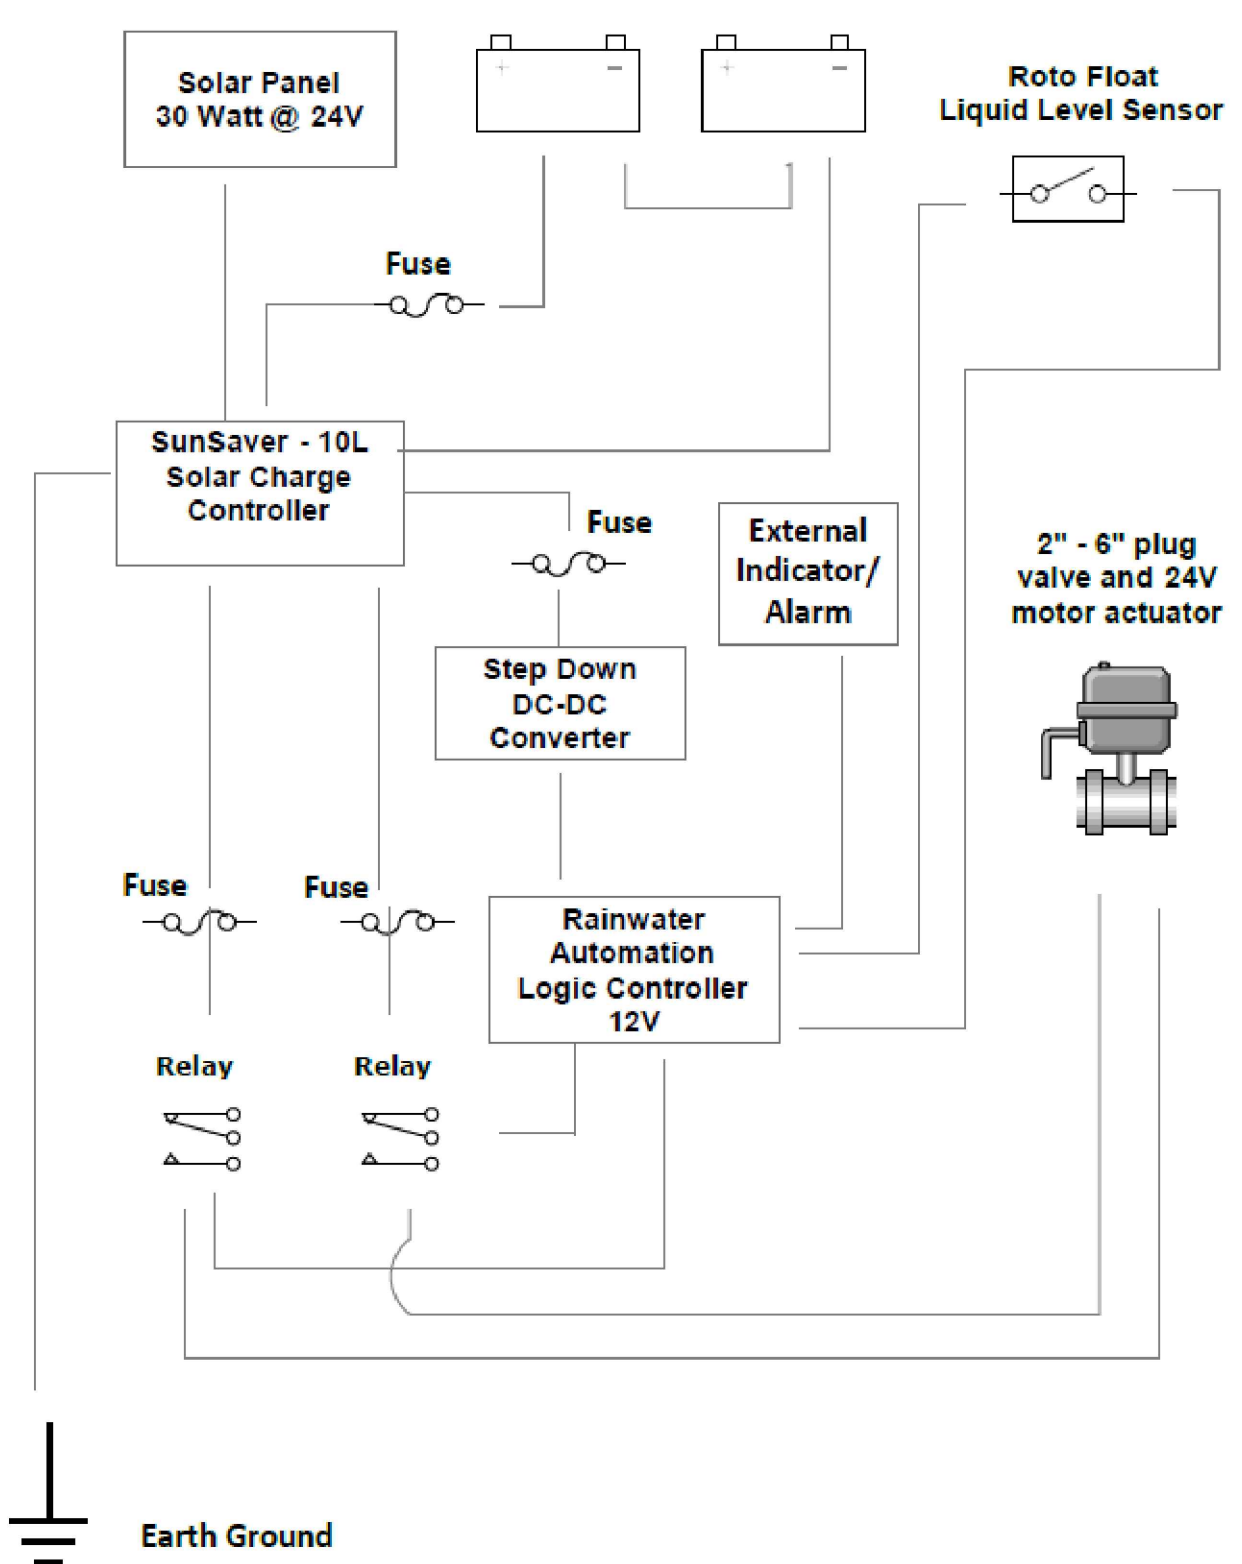 Solar Panel
30 Watt @ 24V
+
−
+
−
Roto Float
Liquid Level Sensor
Fuse
SunSaver - 10L
Solar Charge
Controller
Fuse
External
Indicator/
Alarm
2" - 6" plug
valve and 24V
motor actuator
Step Down
DC-DC
Converter
Fuse
Fuse
Rainwater
Automation
Logic Controller
12V
Relay
Relay
Earth Ground